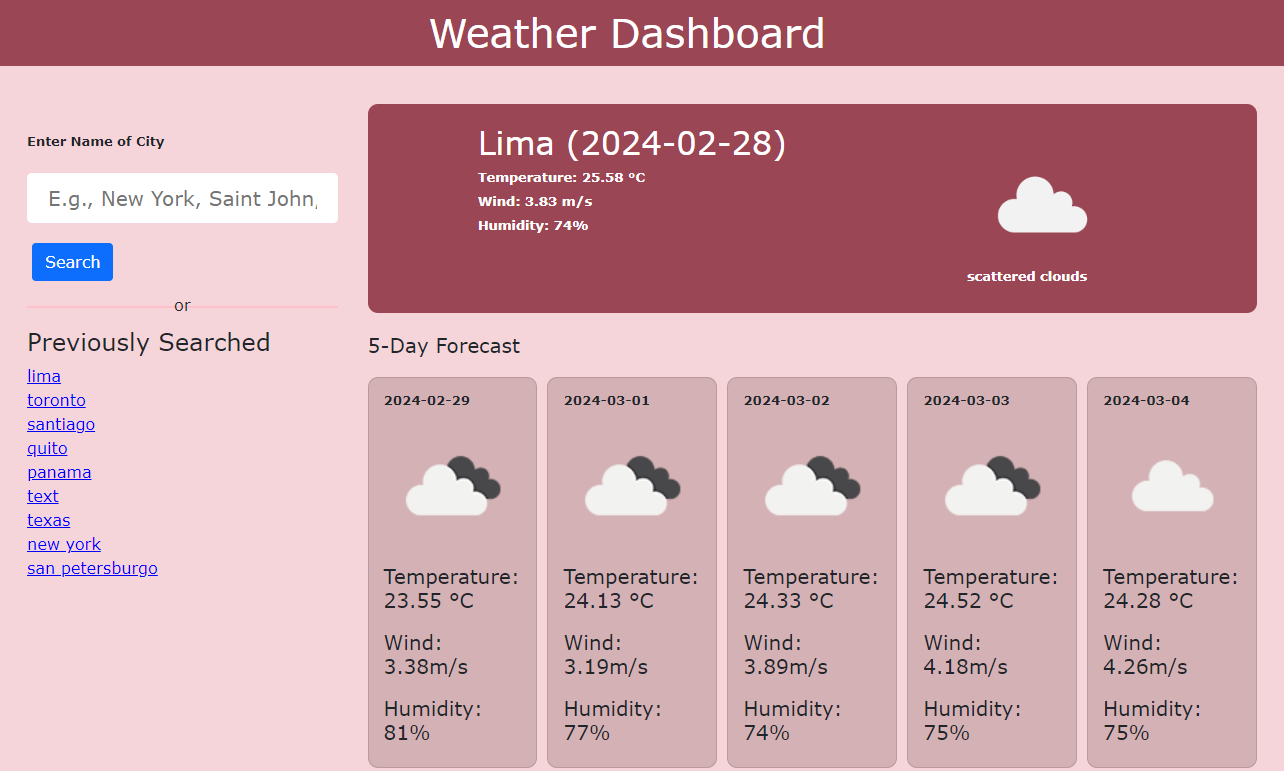 Weather Dashboard
Enter Name of City
E.g., New York, Saint John,
Search
or
Previously Searched
lima
toronto
santiago
quito
panama
text
texas
new york
san petersburgo
Lima (2024-02-28)
Temperature: 25.58 °C
Wind: 3.83 m/s
Humidity: 74%
scattered clouds
5-Day Forecast
2024-02-29
Temperature:
23.55 °C
Wind:
3.38m/s
Humidity:
81%
2024-03-01
Temperature:
24.13 °C
Wind:
3.19m/s
Humidity:
77%
2024-03-02
Temperature:
24.33 °C
Wind:
3.89m/s
Humidity:
74%
2024-03-03
Temperature:
24.52 °C
Wind:
4.18m/s
Humidity:
75%
2024-03-04
Temperature:
24.28 °C
Wind:
4.26m/s
Humidity:
75%